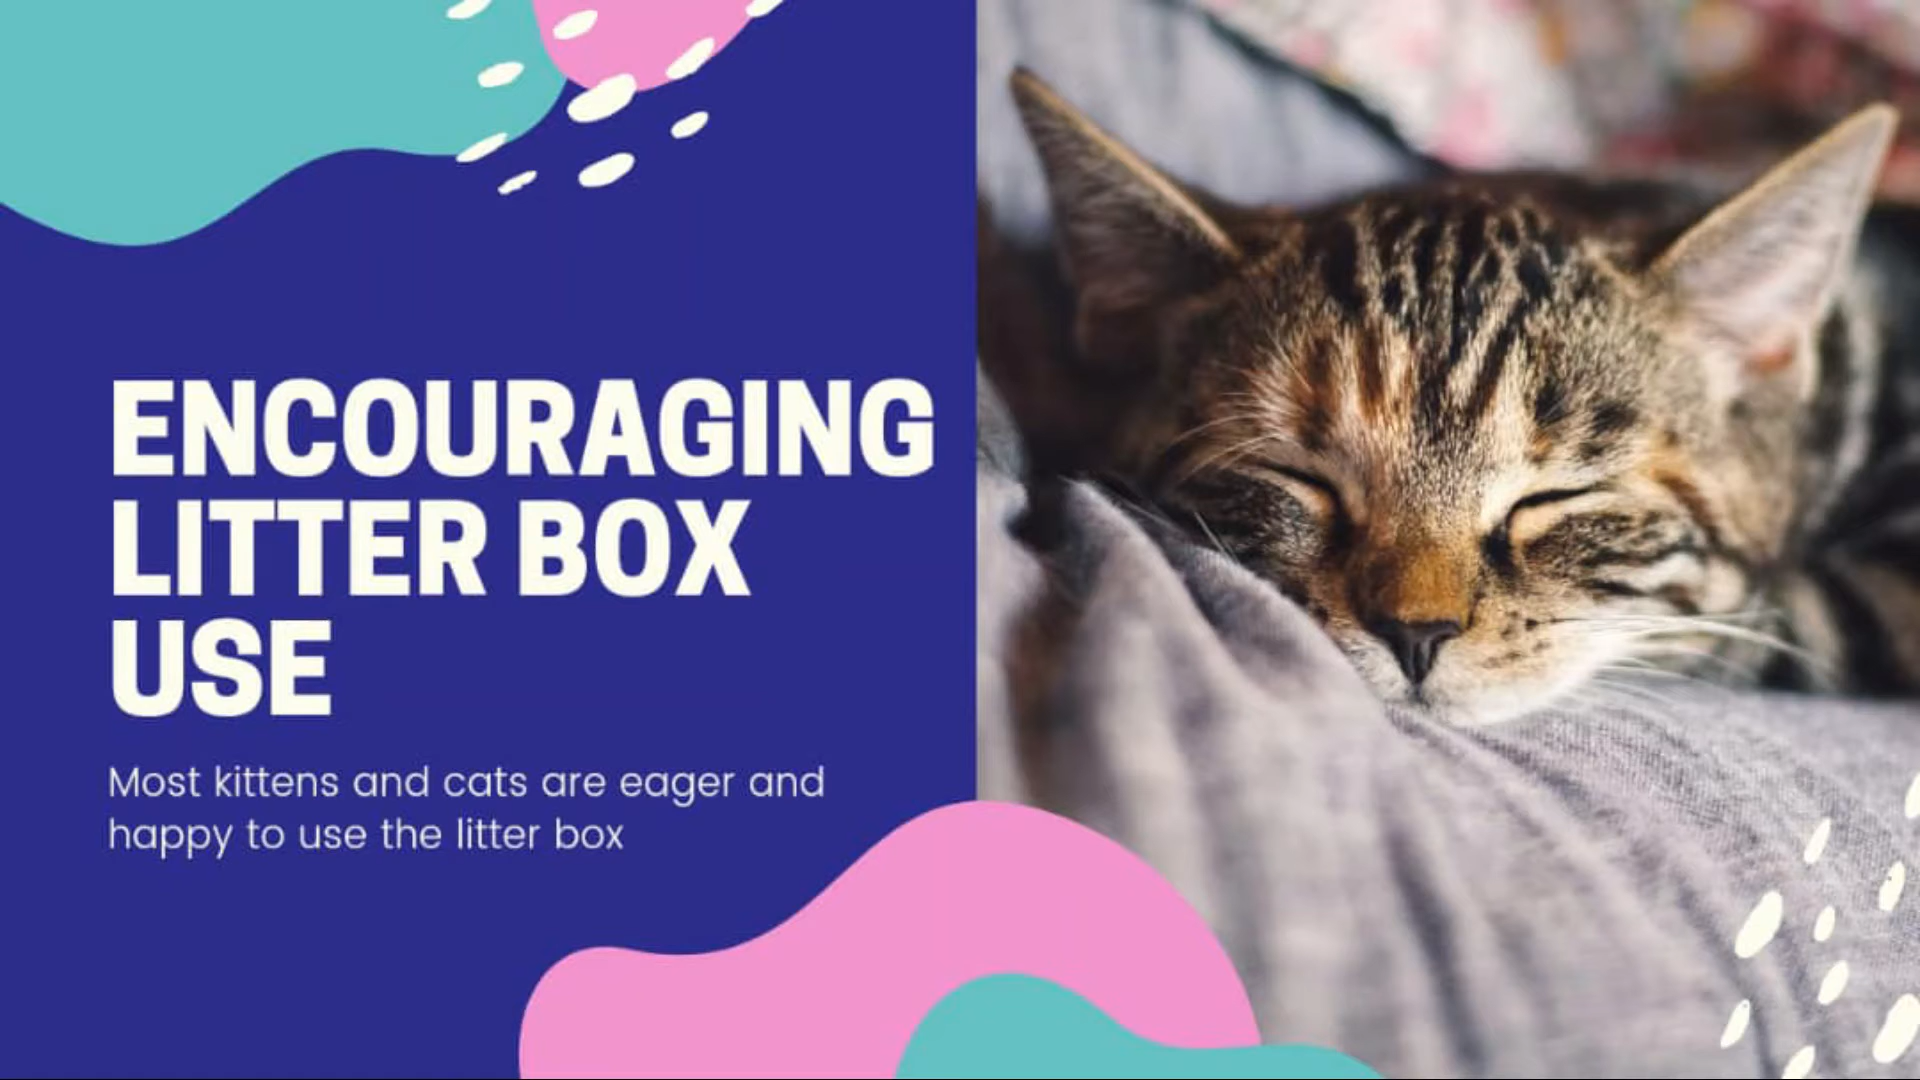 ENCOURAGING
LITTER BOX
USE
Most kittens and cats are eager and
happy to use the litter box